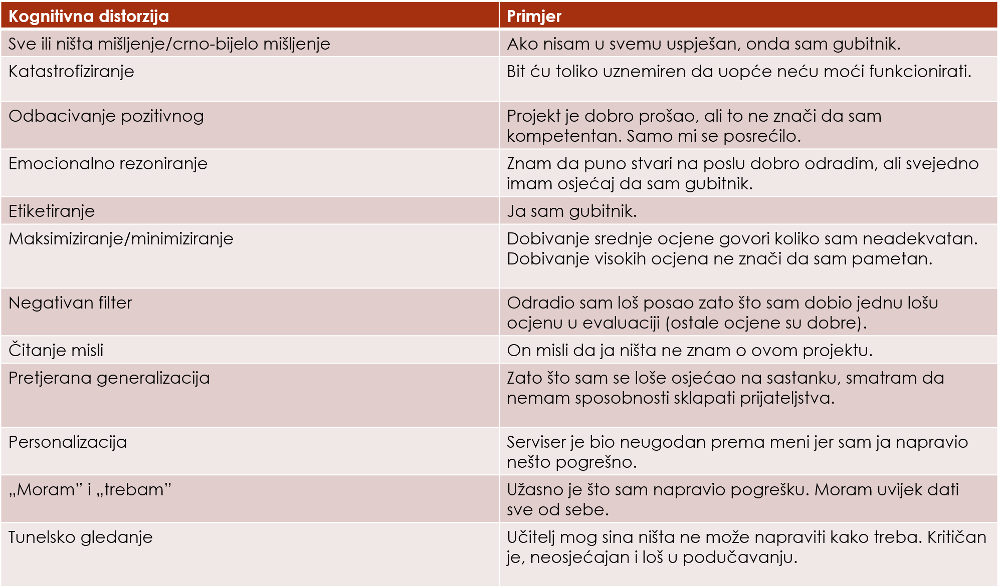 Kognitivna distorzija
Primjer
Sve ili ništa mišljenje/crno-bijelo mišljenje
Ako nisam u svemu uspješan, onda sam gubitnik.
Katastrofiziranje
Bit ću toliko uznemiren da uopće neću moći funkcionirati.
Odbacivanje pozitivnog
Projekt je dobro prošao, ali to ne znači da sam
kompetentan. Samo mi se posrećilo.
Emocionalno rezoniranje
Znam da puno stvari na poslu dobro odradim, ali svejedno
imam osjećaj da sam gubitnik.
Etiketiranje
Ja sam gubitnik.
Maksimiziranje/minimiziranje
Dobivanje srednje ocjene govori koliko sam neadekvatan.
Dobivanje visokih ocjena ne znači da sam pametan.
Negativan filter
Odradio sam loš posao zato što sam dobio jednu lošu
ocjenu u evaluaciji (ostale ocjene su dobre).
Čitanje misli
On misli da ja ništa ne znam o ovom projektu.
Pretjerana generalizacija
Zato što sam se loše osjećao na sastanku, smatram da
nemam sposobnosti sklapati prijateljstva.
Personalizacija
Serviser je bio neugodan prema meni jer sam ja napravio
nešto pogrešno.
„Moram” i „trebam”
Užasno je što sam napravio pogrešku. Moram uvijek dati
sve od sebe.
Tunelsko gledanje
Učitelj mog sina ništa ne može napraviti kako treba. Kritičan
je, neosjećajan i loš u podučavanju.